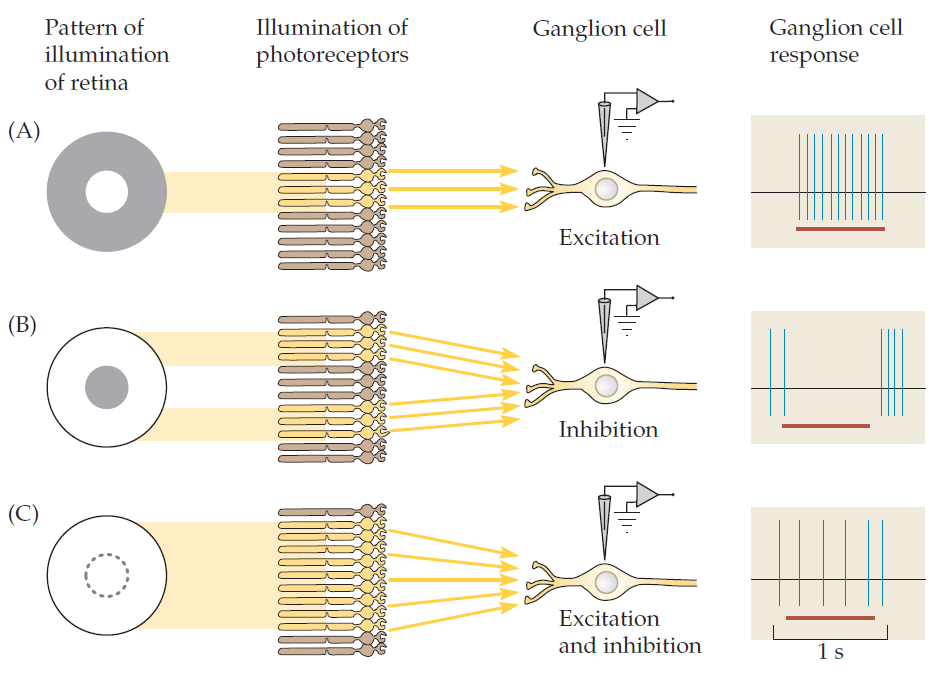 Pattern of
illumination
of retina
Illumination of
photoreceptors
Ganglion cell
Ganglion cell
response
(A)
Excitation
(B)
Inhibition
(C)
Excitation
and inhibition
1 s